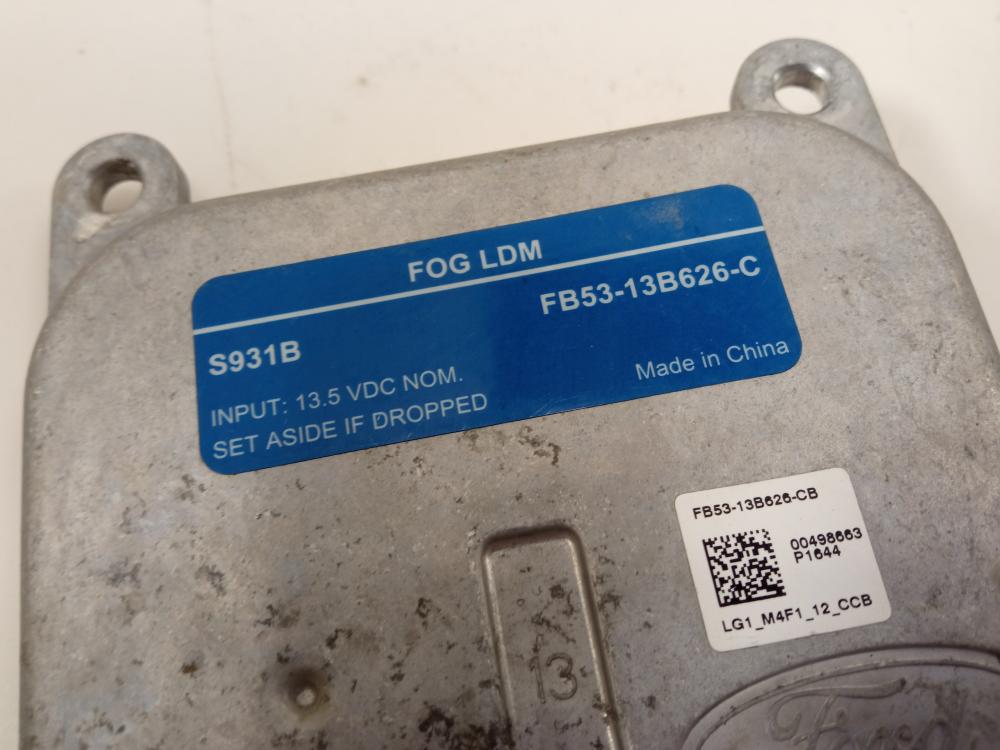 FOG LDM
FB53-13B626-C
S931B
INPUT: 13.5 VDC NOM.
Made in China
SET ASIDE IF DROPPED
FB53-13B626-CB
00498663
P1644
LG1_M4F1_12_CCB
13
Ford